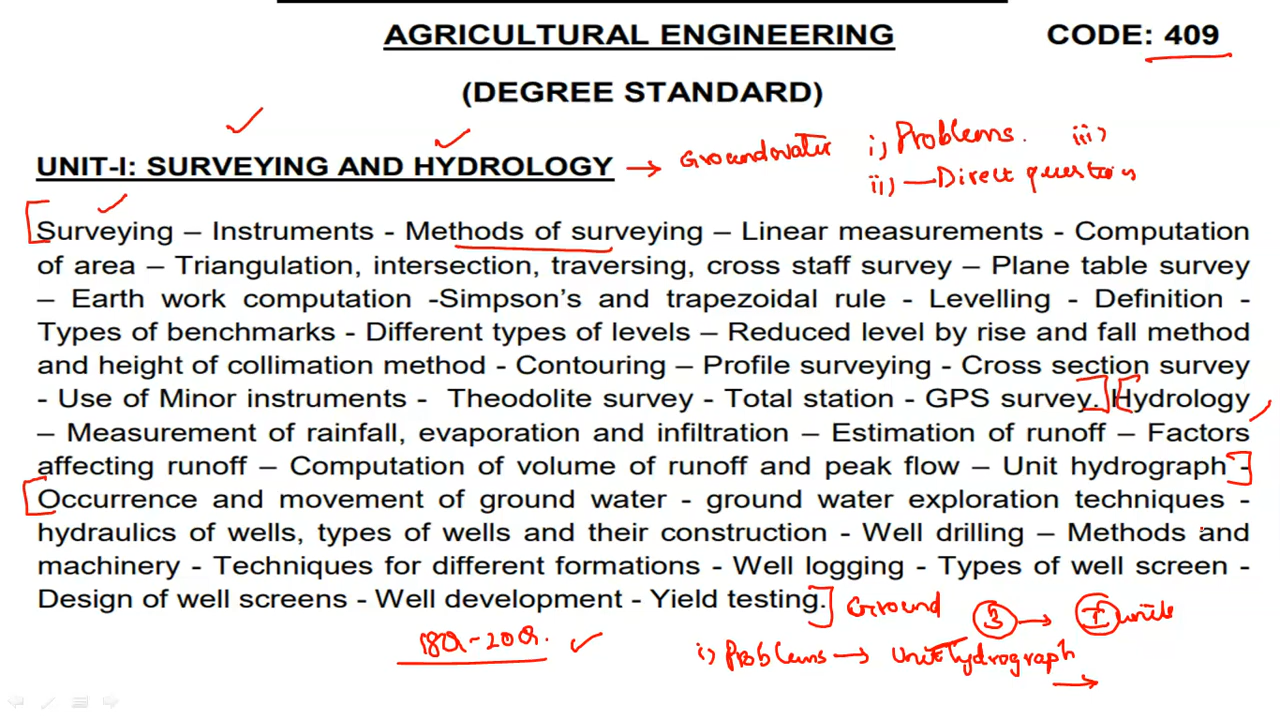 AGRICULTURAL ENGINEERING CODE: 409
(DEGREE STANDARD)
UNIT-I: SURVEYING AND HYDROLOGY → Groundwater i) Problems. iii)
ii) — Direct questions
Surveying – Instruments - Methods of surveying – Linear measurements - Computation
of area – Triangulation, intersection, traversing, cross staff survey – Plane table survey
– Earth work computation -Simpson's and trapezoidal rule - Levelling - Definition -
Types of benchmarks - Different types of levels – Reduced level by rise and fall method
and height of collimation method - Contouring – Profile surveying - Cross section survey
- Use of Minor instruments - Theodolite survey - Total station - GPS survey. Hydrology
– Measurement of rainfall, evaporation and infiltration – Estimation of runoff – Factors
affecting runoff – Computation of volume of runoff and peak flow – Unit hydrograph -
Occurrence and movement of ground water - ground water exploration techniques -
hydraulics of wells, types of wells and their construction - Well drilling – Methods and
machinery - Techniques for different formations - Well logging - Types of well screen -
Design of well screens - Well development - Yield testing. Ground 3 → I unit
18Q - 20Q. i) Problems → Unit hydrograph →